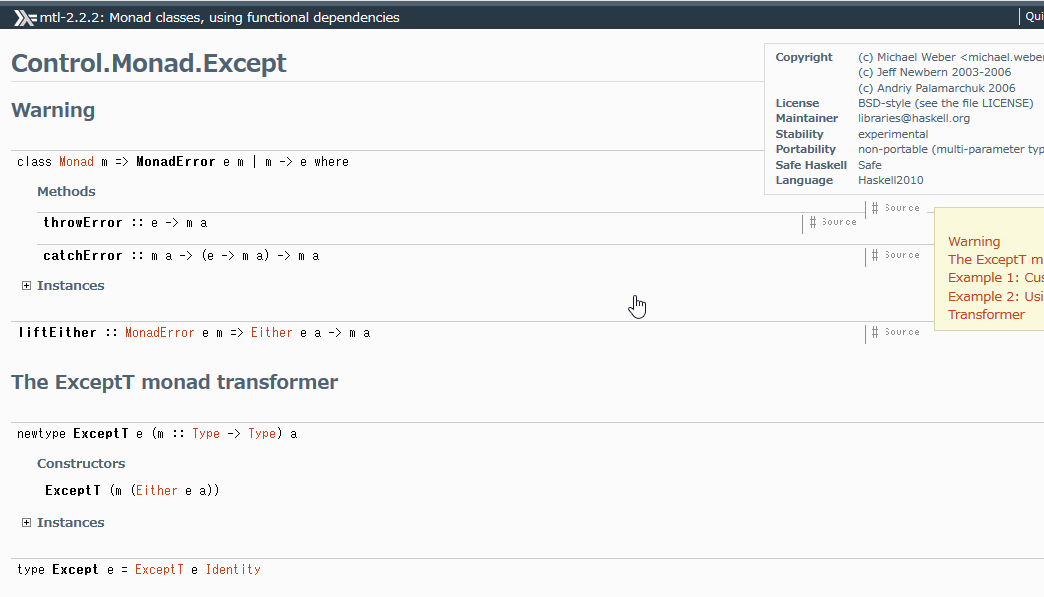 mtl-2.2.2: Monad classes, using functional dependencies
Qui
Control.Monad.Except
Copyright (c) Michael Weber <michael.weber
(c) Jeff Newbern 2003-2006
(c) Andriy Palamarchuk 2006
License BSD-style (see the file LICENSE)
Maintainer libraries@haskell.org
Stability experimental
Portability non-portable (multi-parameter typ
Safe Haskell Safe
Language Haskell2010
Warning
class Monad m => MonadError e m | m -> e where
# Source
Methods
throwError :: e -> m a
# Source
catchError :: m a -> (e -> m a) -> m a
# Source
Instances
liftEither :: MonadError e m => Either e a -> m a
# Source
Warning
The ExceptT m
Example 1: Cus
Example 2: Usi
Transformer
The ExceptT monad transformer
newtype ExceptT e (m :: Type -> Type) a
Constructors
ExceptT (m (Either e a))
Instances
type Except e = ExceptT e Identity